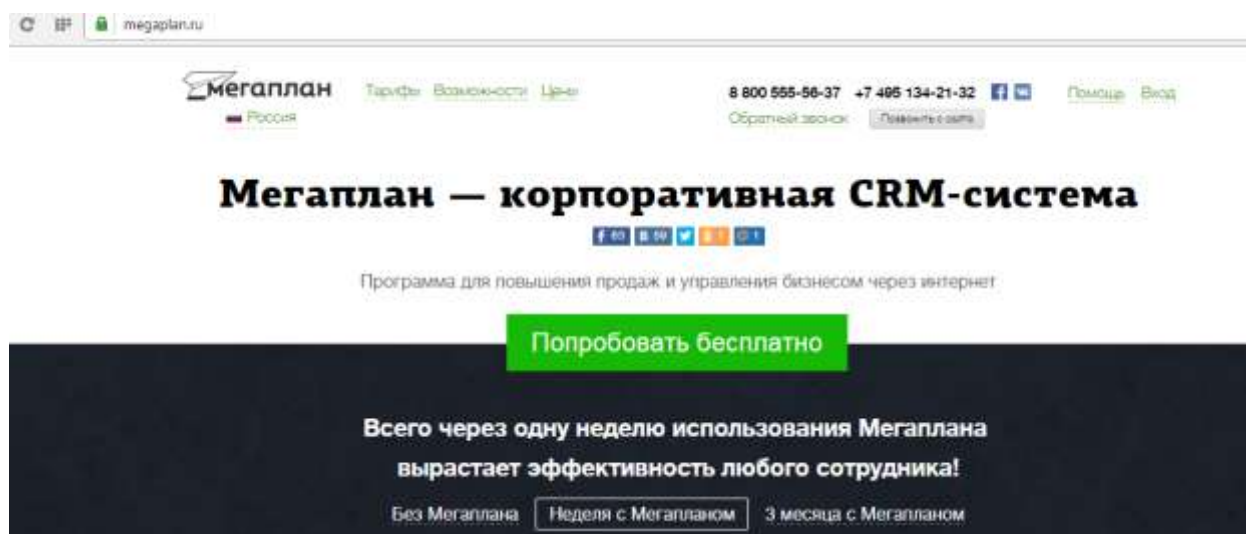 megaplan.ru
мегаплан Тарифы Возможности Цены 8 800 555-56-37 +7 495 134-21-32 Помощь Вход
Россия Обратный звонок Позвонить с сайта
Мегаплан — корпоративная CRM-система
Программа для повышения продаж и управления бизнесом через интернет
Попробовать бесплатно
Всего через одну неделю использования Мегаплана
вырастает эффективность любого сотрудника!
Без Мегаплана Неделя с Мегапланом 3 месяца с Мегапланом